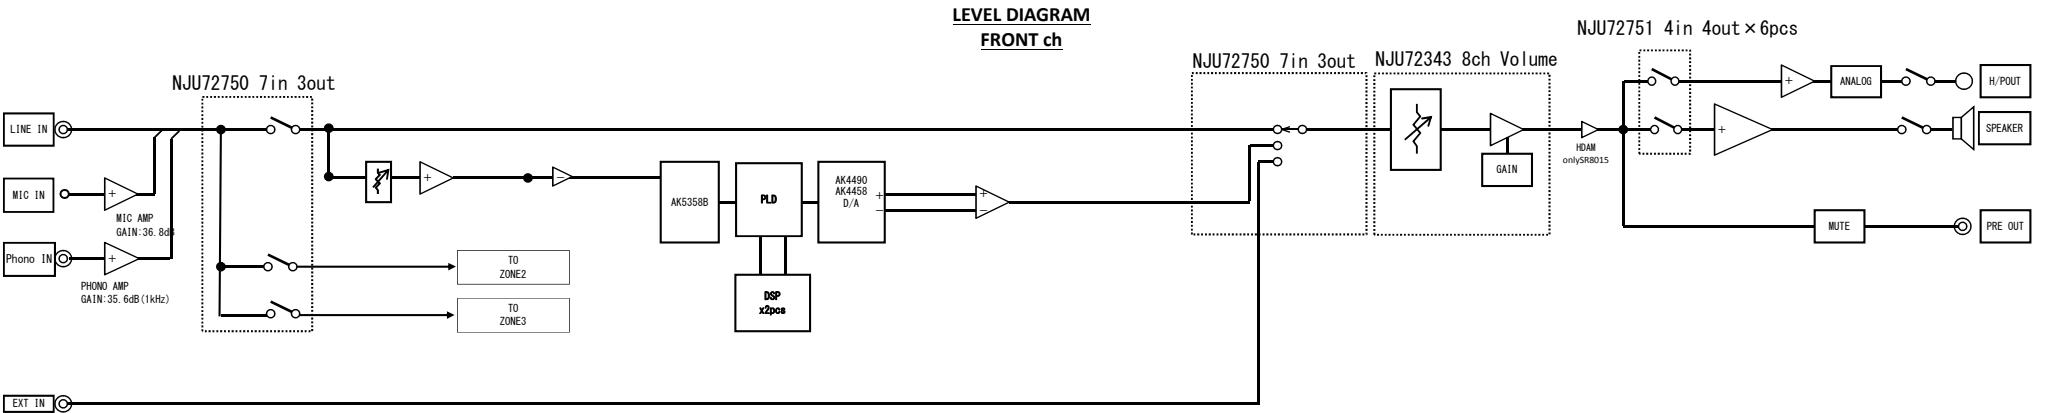 LEVEL DIAGRAM
FRONT ch
NJU72750 7in 3out
NJU72750 7in 3out
NJU72343 8ch Volume
NJU72751 4in 4out×6pcs
LINE IN
MIC IN
MIC AMP
GAIN:36.8dB
Phono IN
PHONO AMP
GAIN:35.6dB(1kHz)
EXT IN
TO
ZONE2
TO
ZONE3
+
+
+
-
AK5358B
PLD
DSP
x2pcs
AK4490
AK4458
D/A
+
-
+
-
GAIN
HDAM
onlySR8015
+
ANALOG
H/POUT
+
SPEAKER
MUTE
PRE OUT